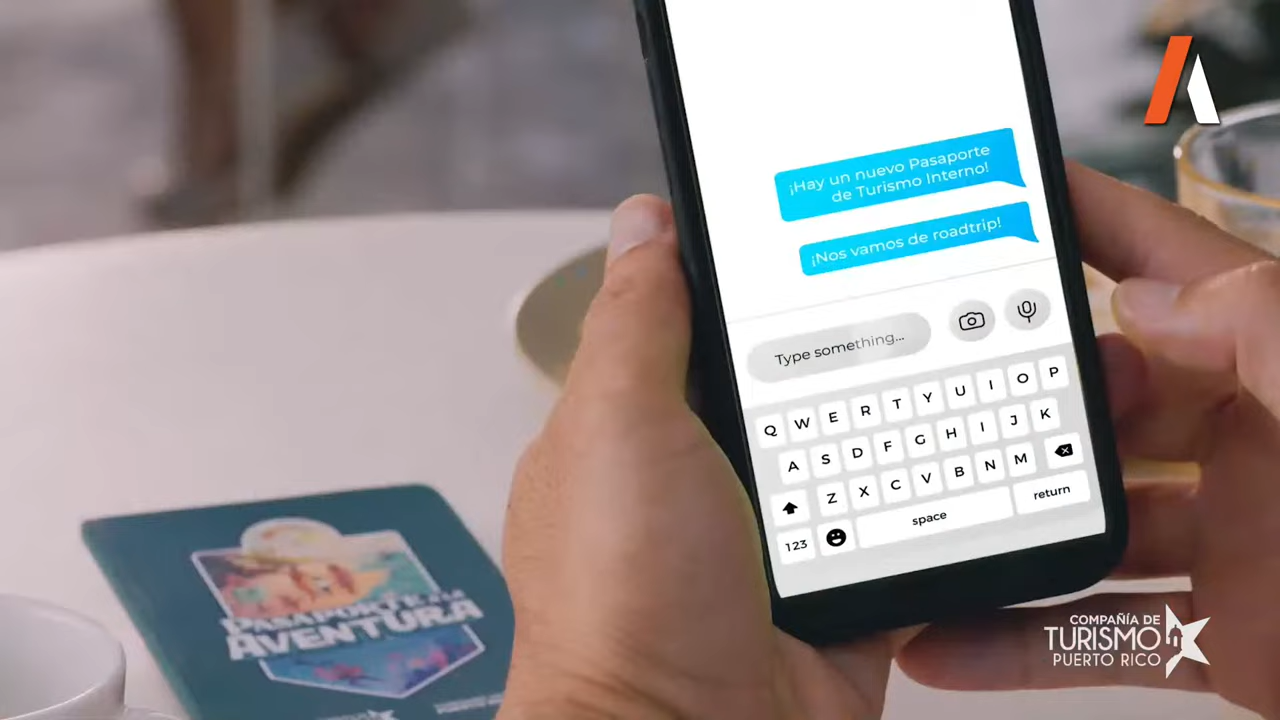 ¡Hay un nuevo Pasaporte
de Turismo Interno!
¡Nos vamos de roadtrip!
Type something...
Q W E R T Y U I O P
A S D F G H I J K
Z X C V B N M
123
space
return
PASAPORTE
AVENTURA
COMPAÑÍA DE
TURISMO
PUERTO RICO